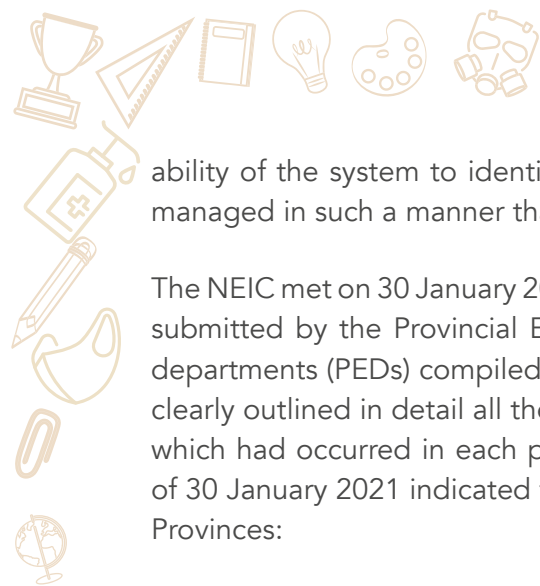 ability of the system to identi
managed in such a manner tha
The NEIC met on 30 January 20
submitted by the Provincial E
departments (PEDs) compiled
clearly outlined in detail all the
which had occurred in each p
of 30 January 2021 indicated
Provinces: